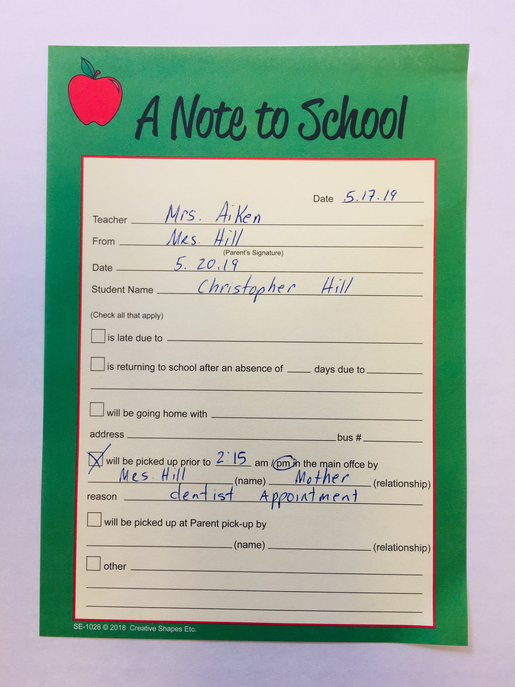 A Note to School
Date 5.17.19
Teacher Mrs. Aiken
From Mrs. Hill
(Parent's Signature)
Date 5.20.19
Student Name Christopher Hill
(Check all that apply)
is late due to
is returning to school after an absence of ____ days due to
will be going home with
address ____ bus #
will be picked up prior to 2:15 am / pm in the main offce by
Mrs. Hill (name) Mother (relationship)
reason dentist Appointment
will be picked up at Parent pick-up by
(name) (relationship)
other
SE-1028 © 2018 Creative Shapes Etc.